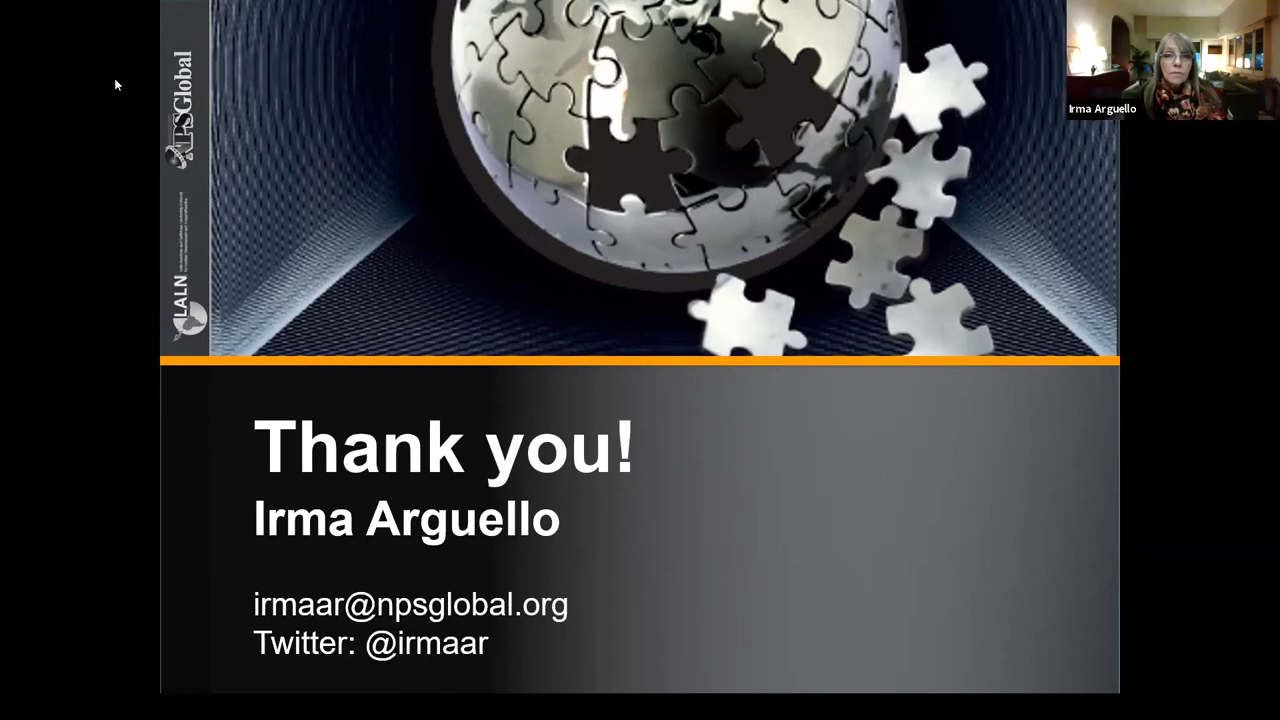 NPSGlobal
LALN
Irma Arguello
Thank you!
Irma Arguello
irmaar@npsglobal.org
Twitter: @irmaar